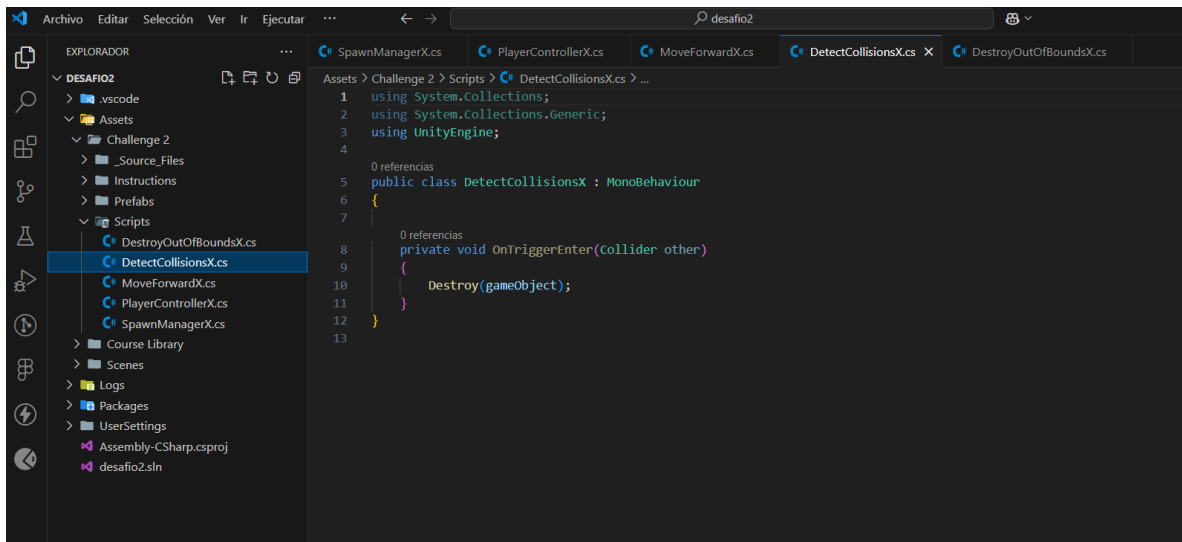 Archivo Editar Selección Ver Ir Ejecutar ... desafio2
EXPLORADOR ...
DESAFIO2
.vscode
Assets
Challenge 2
_Source_Files
Instructions
Prefabs
Scripts
DestroyOutOfBoundsX.cs
DetectCollisionsX.cs
MoveForwardX.cs
PlayerControllerX.cs
SpawnManagerX.cs
Course Library
Scenes
Logs
Packages
UserSettings
Assembly-CSharp.csproj
desafio2.sln
SpawnManagerX.cs PlayerControllerX.cs MoveForwardX.cs DetectCollisionsX.cs DestroyOutOfBoundsX.cs
Assets > Challenge 2 > Scripts > DetectCollisionsX.cs > ...
1 using System.Collections;
2 using System.Collections.Generic;
3 using UnityEngine;
4
0 referencias
5 public class DetectCollisionsX : MonoBehaviour
6 {
7
0 referencias
8 private void OnTriggerEnter(Collider other)
9 {
10 Destroy(gameObject);
11 }
12 }
13